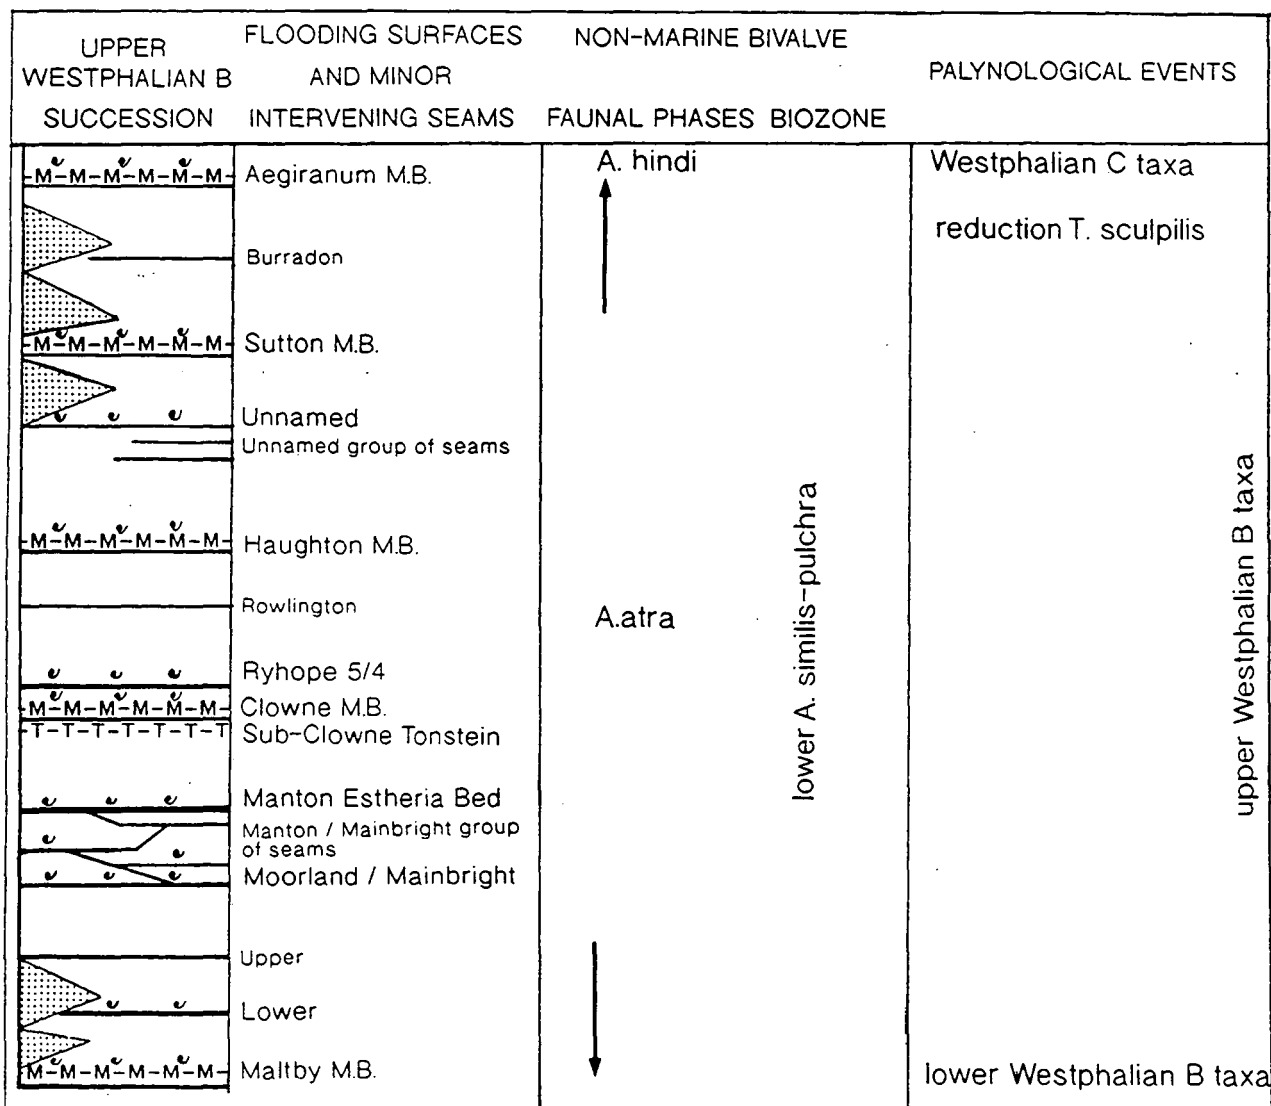 UPPER
WESTPHALIAN B
SUCCESSION
FLOODING SURFACES
AND MINOR
INTERVENING SEAMS
NON-MARINE BIVALVE
FAUNAL PHASES BIOZONE
PALYNOLOGICAL EVENTS
-M-M-M-M-M-M-
Aegiranum M.B.
Burradon
-M-M-M-M-M-M-
Sutton M.B.
Unnamed
Unnamed group of seams
-M-M-M-M-M-M-
Haughton M.B.
Rowlington
Ryhope 5/4
M-M-M-M-M-M-
Clowne M.B.
-T-T-T-T-T-T-T
Sub-Clowne Tonstein
Manton Estheria Bed
Manton / Mainbright group
of seams
Moorland / Mainbright
Upper
Lower
M-M-M-M-M-M-
Maltby M.B.
A. hindi
A.atra
lower A. similis-pulchra
Westphalian C taxa
reduction T. sculpilis
upper Westphalian B taxa
lower Westphalian B taxa